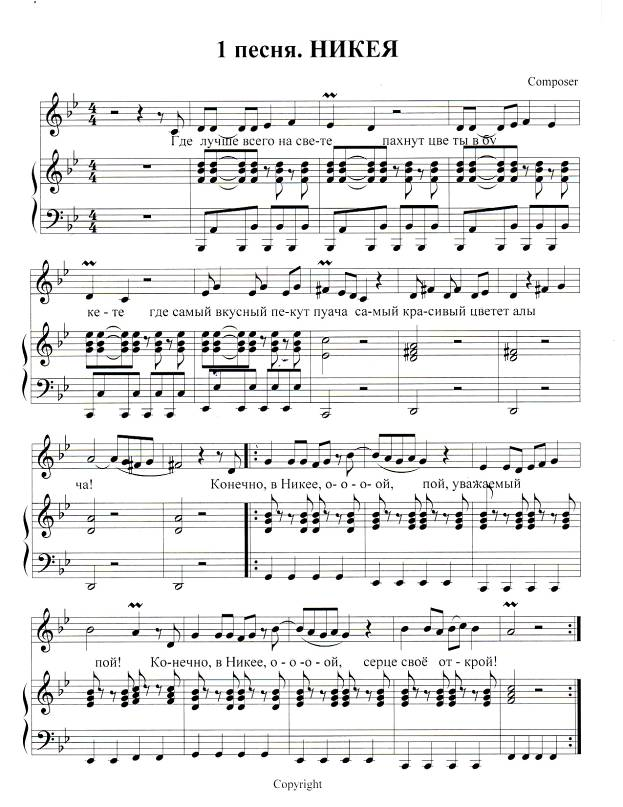 1 песня. НИКЕЯ
Composer
Где лучше всего на све-те пахнут цве ты в бу
ке - те где самый вкусный пе-кут пуача са-мый кра-сивый цветет алы
ча! Конечно, в Никее, о-о-о-ой, пой, уважаемый
пой! Ко-нечно, в Никее, о-о-о-ой, серце своё от-крой!
Copyright